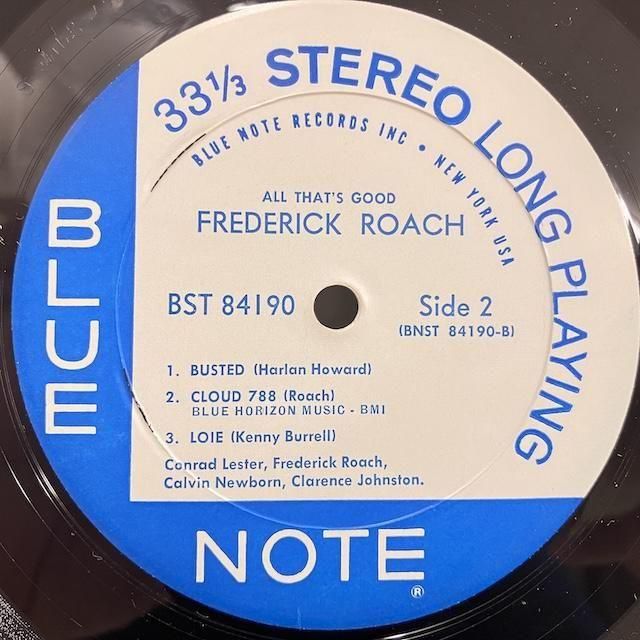 33⅓ STEREO LONG PLAYING
BLUE NOTE RECORDS INC • NEW YORK USA
ALL THAT'S GOOD
FREDERICK ROACH
BST 84190
Side 2
(BNST 84190-B)
1. BUSTED (Harlan Howard)
2. CLOUD 788 (Roach)
BLUE HORIZON MUSIC - BMI
3. LOIE (Kenny Burrell)
Conrad Lester, Frederick Roach,
Calvin Newborn, Clarence Johnston.
BLUE
NOTE ®